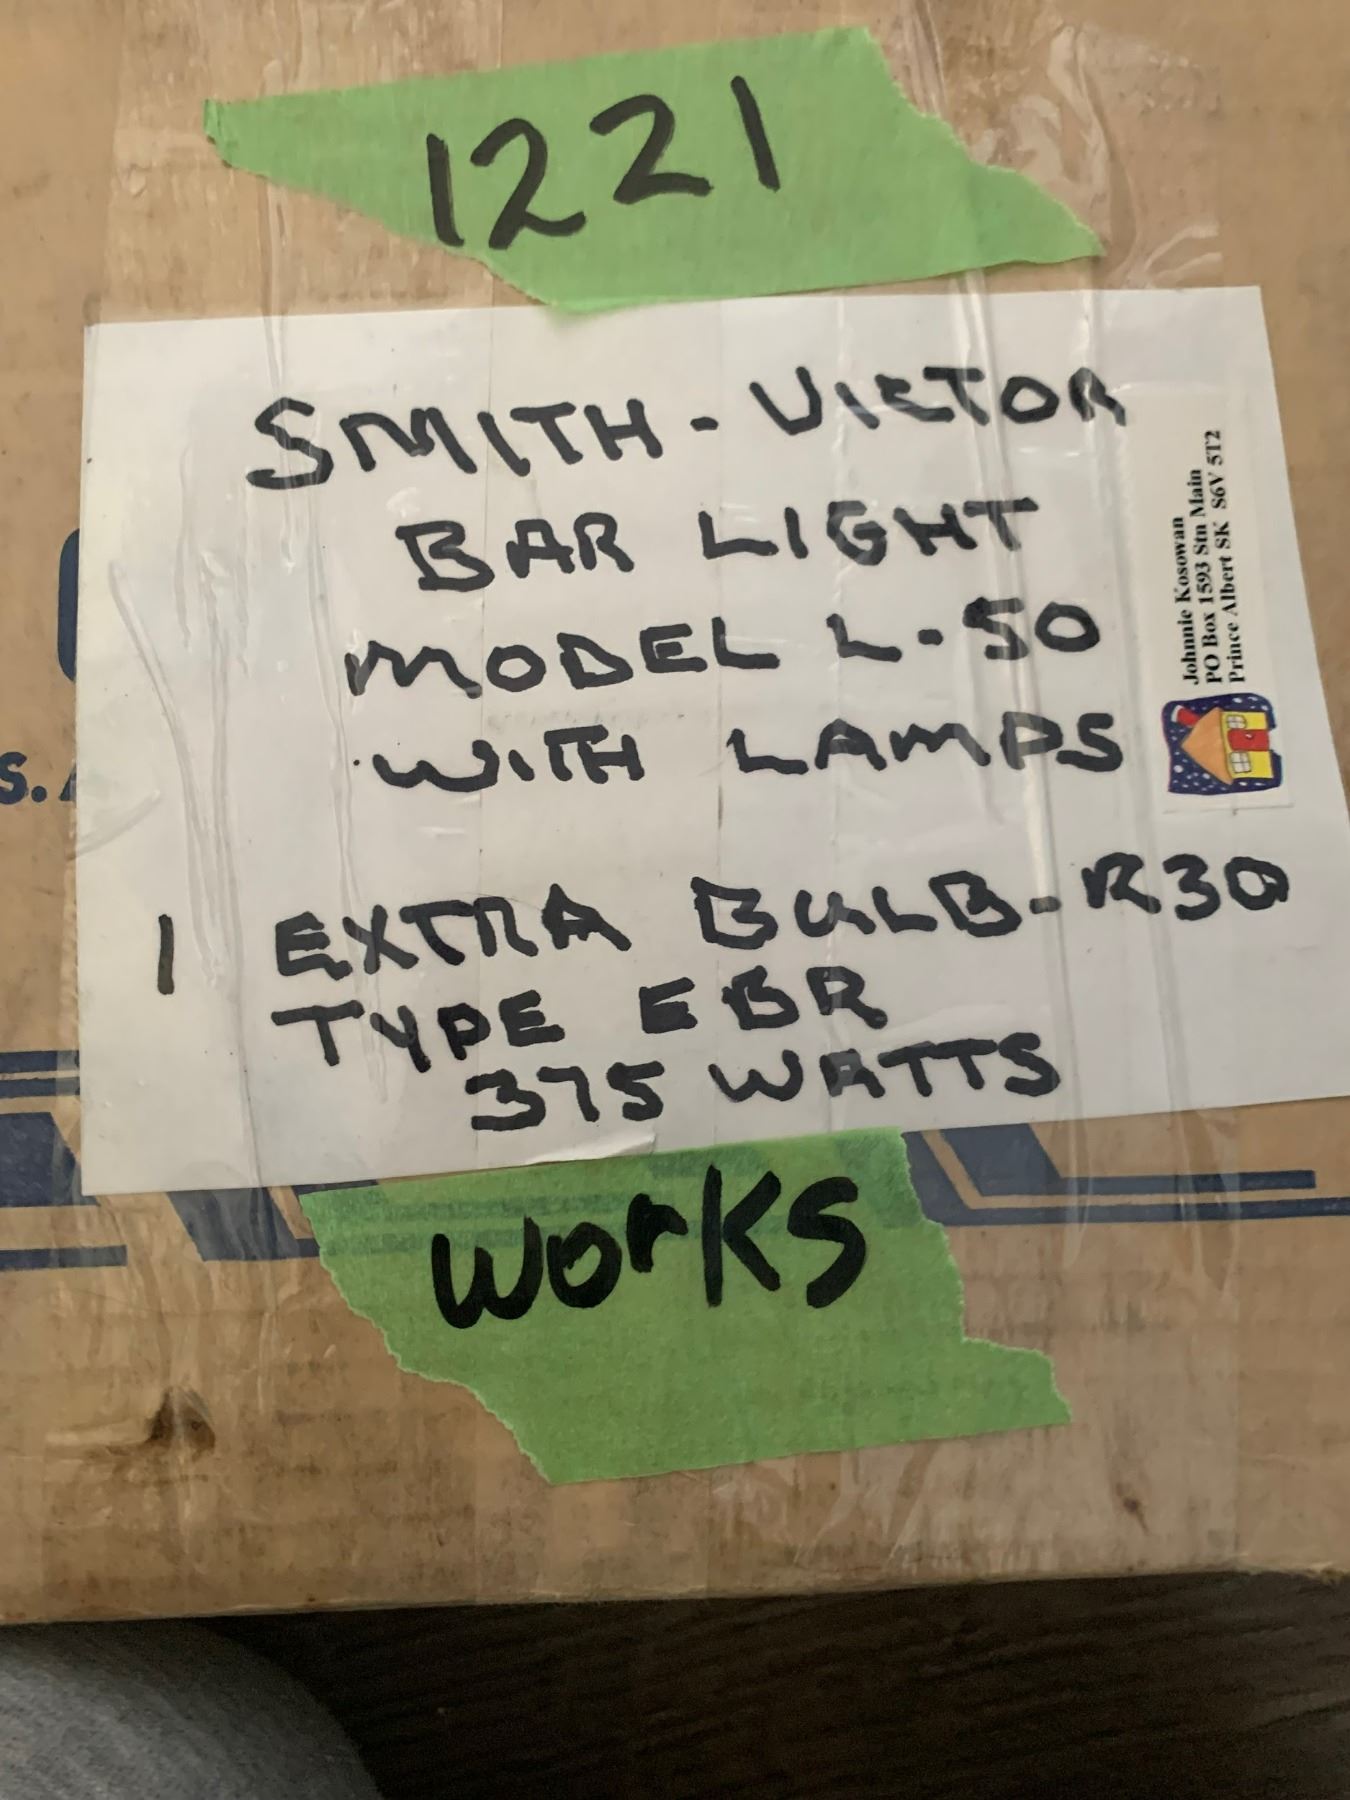 1221
SMITH-VICTOR
BAR LIGHT
MODEL L-50
WITH LAMPS
1 EXTRA BULB-R30
TYPE EBR
375 WATTS
Johnnie Kosowan
PO Box 1593 Stn Main
Prince Albert SK S6V 5T2
works
S.